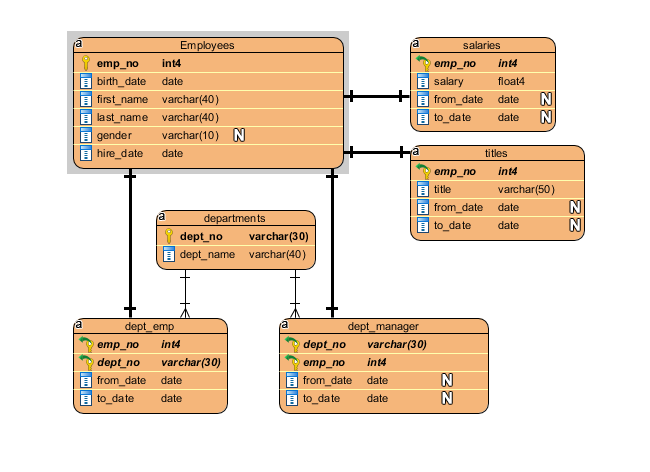 a Employees
emp_no int4
birth_date date
first_name varchar(40)
last_name varchar(40)
gender varchar(10) N
hire_date date
a salaries
emp_no int4
salary float4
from_date date N
to_date date N
a titles
emp_no int4
title varchar(50)
from_date date N
to_date date N
a departments
dept_no varchar(30)
dept_name varchar(40)
a dept_emp
emp_no int4
dept_no varchar(30)
from_date date
to_date date
a dept_manager
dept_no varchar(30)
emp_no int4
from_date date N
to_date date N